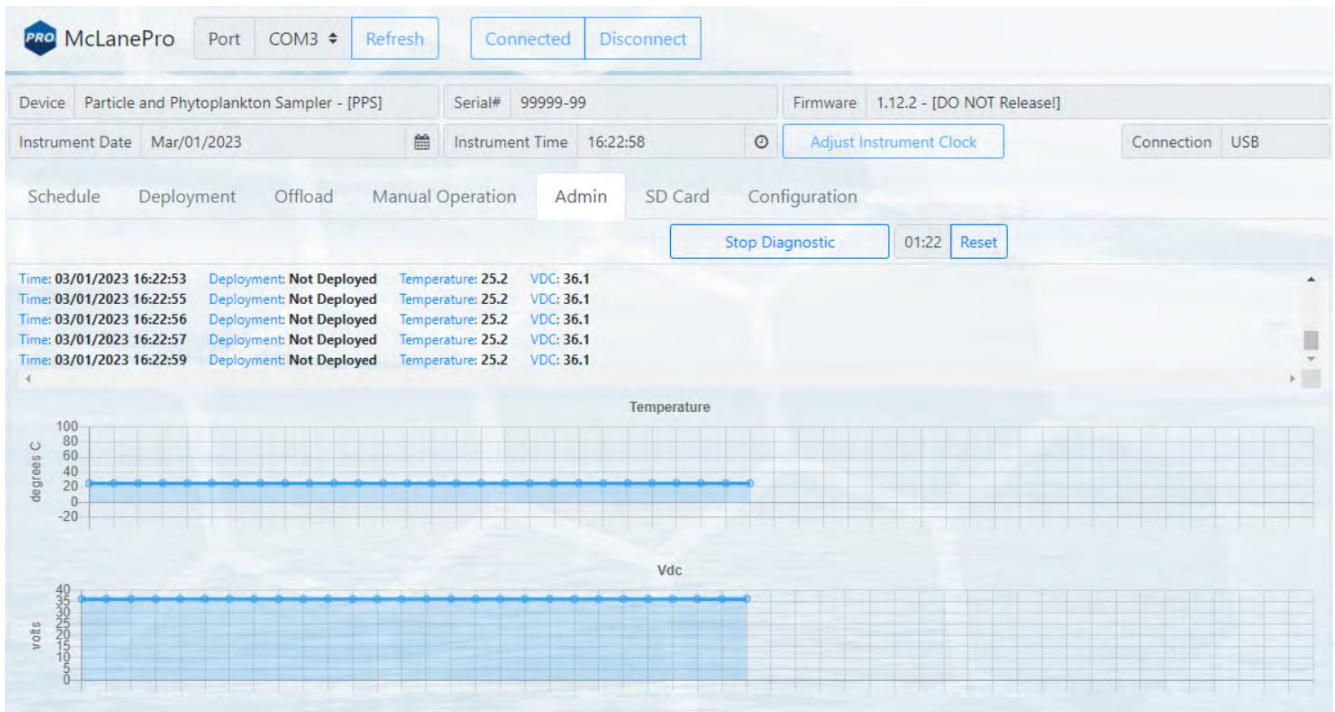 PRO McLanePro Port COM3 Refresh Connected Disconnect
Device Particle and Phytoplankton Sampler - [PPS] Serial# 99999-99 Firmware 1.12.2 - [DO NOT Release!]
Instrument Date Mar/01/2023 Instrument Time 16:22:58 Adjust Instrument Clock Connection USB
Schedule Deployment Offload Manual Operation Admin SD Card Configuration
Stop Diagnostic 01:22 Reset
Time: 03/01/2023 16:22:53 Deployment: Not Deployed Temperature: 25.2 VDC: 36.1
Time: 03/01/2023 16:22:55 Deployment: Not Deployed Temperature: 25.2 VDC: 36.1
Time: 03/01/2023 16:22:56 Deployment: Not Deployed Temperature: 25.2 VDC: 36.1
Time: 03/01/2023 16:22:57 Deployment: Not Deployed Temperature: 25.2 VDC: 36.1
Time: 03/01/2023 16:22:59 Deployment: Not Deployed Temperature: 25.2 VDC: 36.1
Temperature
degrees C
100
80
60
40
20
0
-20
Vdc
volts
40
35
30
25
20
15
10
5
0